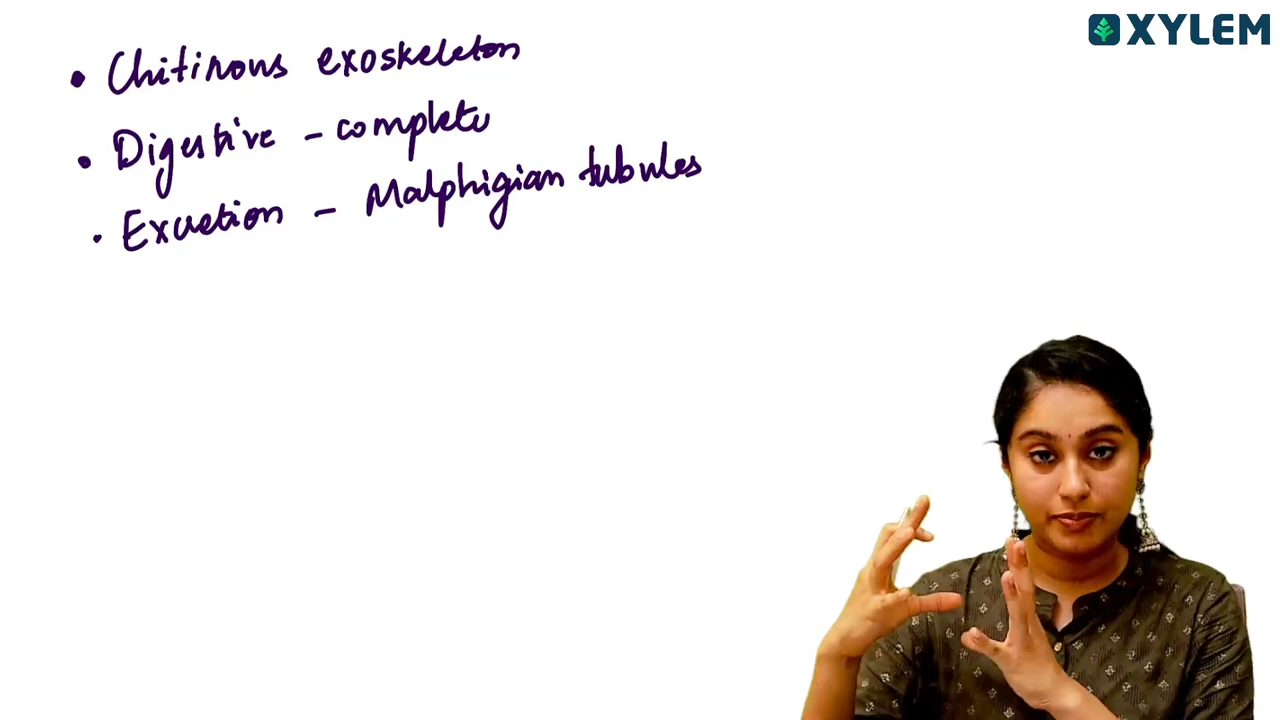 XYLEM
• Chitinous exoskeleton
• Digestive – complete
• Excretion – Malphigian tubules